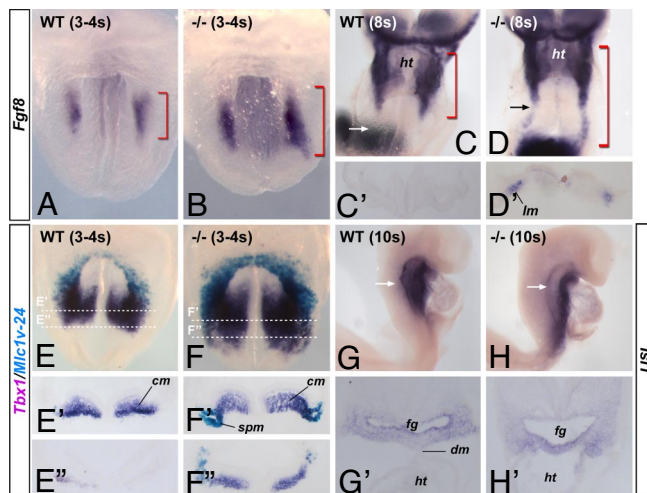 WT (3-4s)
-/- (3-4s)
WT (8s)
-/- (8s)
Fgf8
ht
ht
A
B
C
D
C'
D'
lm
WT (3-4s)
-/- (3-4s)
WT (10s)
-/- (10s)
Tbx1/Mlc1v-24
E'
E"
F'
F"
E
F
G
H
Isl1
cm
cm
E'
F'
spm
fg
dm
fg
E"
F"
G'
ht
H'
ht